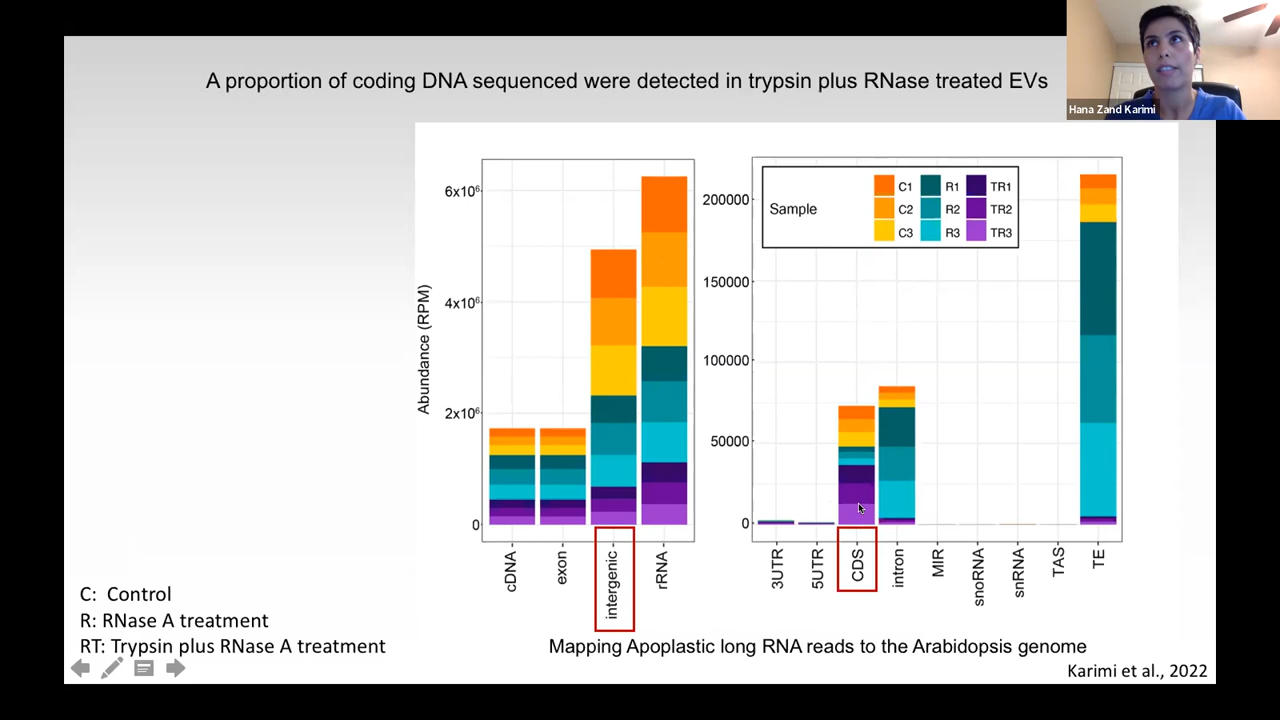 A proportion of coding DNA sequenced were detected in trypsin plus RNase treated EVs
Hana Zand Karimi
Abundance (RPM)
6x10⁶
4x10⁶
2x10⁶
0
cDNA
exon
intergenic
rRNA
200000
150000
100000
50000
0
Sample
C1 R1 TR1
C2 R2 TR2
C3 R3 TR3
3UTR
5UTR
CDS
intron
MIR
snoRNA
snRNA
TAS
TE
C: Control
R: RNase A treatment
RT: Trypsin plus RNase A treatment
Mapping Apoplastic long RNA reads to the Arabidopsis genome
Karimi et al., 2022